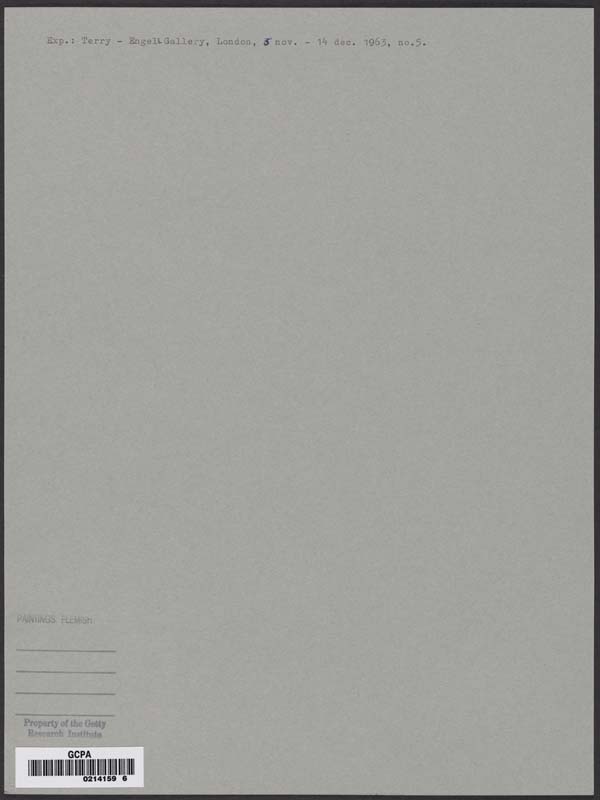 Exp.: Terry - Engell Gallery, London, 5 nov. - 14 dec. 1963, no.5.
PAINTINGS FLEMISH
Property of the Getty
Research Institute
GCPA
0214159 6